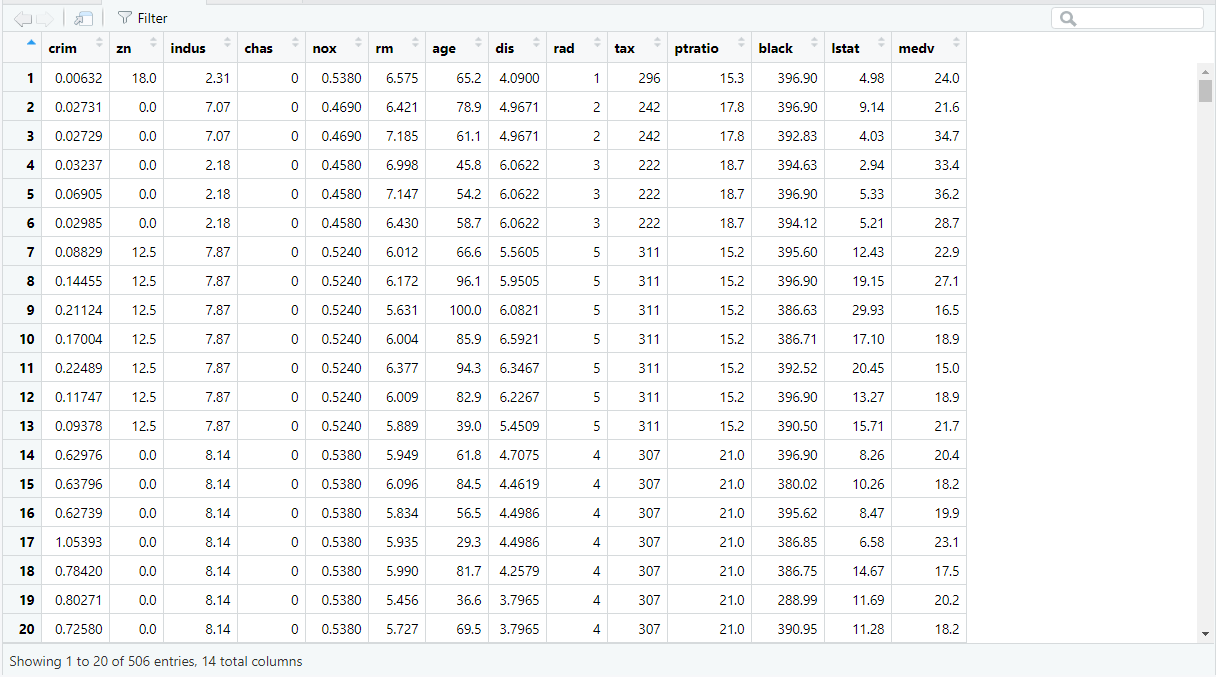 Filter
crim zn indus chas nox rm age dis rad tax ptratio black lstat medv
1 0.00632 18.0 2.31 0 0.5380 6.575 65.2 4.0900 1 296 15.3 396.90 4.98 24.0
2 0.02731 0.0 7.07 0 0.4690 6.421 78.9 4.9671 2 242 17.8 396.90 9.14 21.6
3 0.02729 0.0 7.07 0 0.4690 7.185 61.1 4.9671 2 242 17.8 392.83 4.03 34.7
4 0.03237 0.0 2.18 0 0.4580 6.998 45.8 6.0622 3 222 18.7 394.63 2.94 33.4
5 0.06905 0.0 2.18 0 0.4580 7.147 54.2 6.0622 3 222 18.7 396.90 5.33 36.2
6 0.02985 0.0 2.18 0 0.4580 6.430 58.7 6.0622 3 222 18.7 394.12 5.21 28.7
7 0.08829 12.5 7.87 0 0.5240 6.012 66.6 5.5605 5 311 15.2 395.60 12.43 22.9
8 0.14455 12.5 7.87 0 0.5240 6.172 96.1 5.9505 5 311 15.2 396.90 19.15 27.1
9 0.21124 12.5 7.87 0 0.5240 5.631 100.0 6.0821 5 311 15.2 386.63 29.93 16.5
10 0.17004 12.5 7.87 0 0.5240 6.004 85.9 6.5921 5 311 15.2 386.71 17.10 18.9
11 0.22489 12.5 7.87 0 0.5240 6.377 94.3 6.3467 5 311 15.2 392.52 20.45 15.0
12 0.11747 12.5 7.87 0 0.5240 6.009 82.9 6.2267 5 311 15.2 396.90 13.27 18.9
13 0.09378 12.5 7.87 0 0.5240 5.889 39.0 5.4509 5 311 15.2 390.50 15.71 21.7
14 0.62976 0.0 8.14 0 0.5380 5.949 61.8 4.7075 4 307 21.0 396.90 8.26 20.4
15 0.63796 0.0 8.14 0 0.5380 6.096 84.5 4.4619 4 307 21.0 380.02 10.26 18.2
16 0.62739 0.0 8.14 0 0.5380 5.834 56.5 4.4986 4 307 21.0 395.62 8.47 19.9
17 1.05393 0.0 8.14 0 0.5380 5.935 29.3 4.4986 4 307 21.0 386.85 6.58 23.1
18 0.78420 0.0 8.14 0 0.5380 5.990 81.7 4.2579 4 307 21.0 386.75 14.67 17.5
19 0.80271 0.0 8.14 0 0.5380 5.456 36.6 3.7965 4 307 21.0 288.99 11.69 20.2
20 0.72580 0.0 8.14 0 0.5380 5.727 69.5 3.7965 4 307 21.0 390.95 11.28 18.2
Showing 1 to 20 of 506 entries, 14 total columns